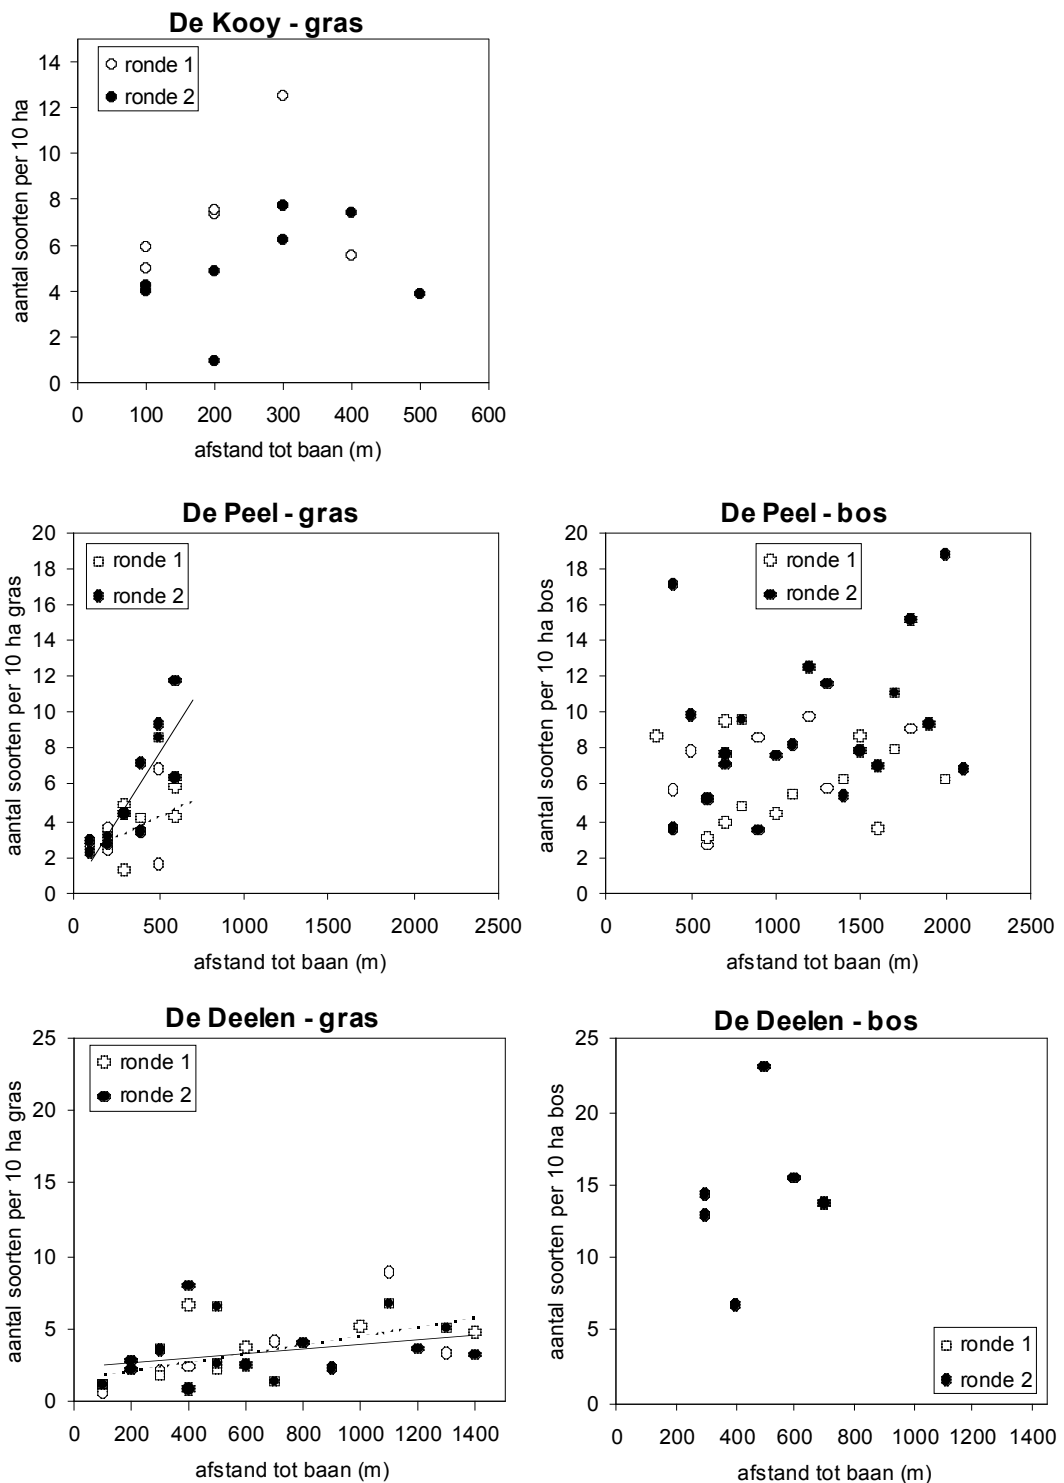 De Kooy - gras
ronde 1
ronde 2
aantal soorten per 10 ha
14
12
10
8
6
4
2
0
0 100 200 300 400 500 600
afstand tot baan (m)
De Peel - gras
ronde 1
ronde 2
aantal soorten per 10 ha gras
20
18
16
14
12
10
8
6
4
2
0
0 500 1000 1500 2000 2500
afstand tot baan (m)
De Peel - bos
ronde 1
ronde 2
aantal soorten per 10 ha bos
20
18
16
14
12
10
8
6
4
2
0
0 500 1000 1500 2000 2500
afstand tot baan (m)
De Deelen - gras
ronde 1
ronde 2
aantal soorten per 10 ha gras
25
20
15
10
5
0
0 200 400 600 800 1000 1200 1400
afstand tot baan (m)
De Deelen - bos
aantal soorten per 10 ha bos
25
20
15
10
5
0
ronde 1
ronde 2
0 200 400 600 800 1000 1200 1400
afstand tot baan (m)